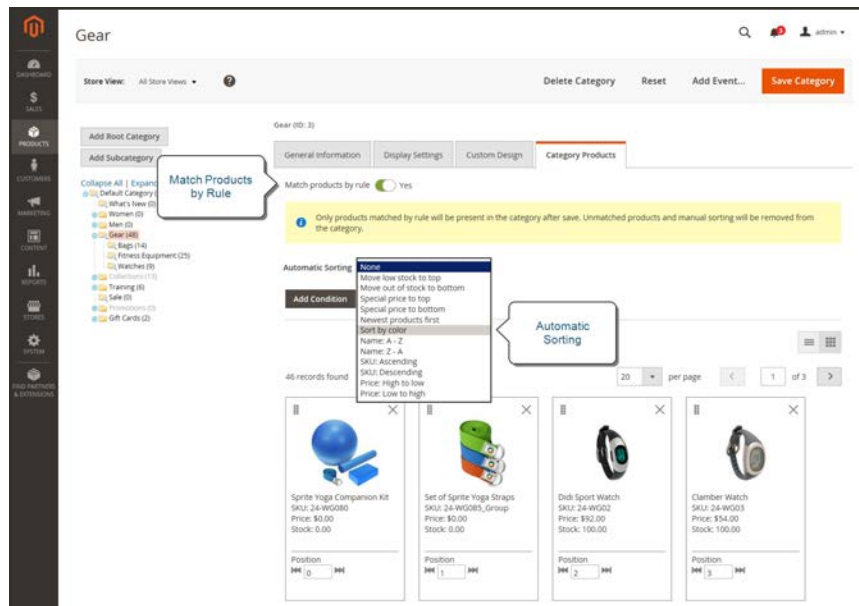 Gear
3
admin
DASHBOARD
SALES
PRODUCTS
CUSTOMERS
MARKETING
CONTENT
REPORTS
STORES
SYSTEM
FIND PARTNERS
& EXTENSIONS
Store View: All Store Views ?
Delete Category Reset Add Event... Save Category
Add Root Category
Add Subcategory
Collapse All | Expand
Default Category (
What's New (0)
Women (0)
Men (0)
Gear (48)
Bags (14)
Fitness Equipment (25)
Watches (9)
Collections (13)
Training (6)
Sale (0)
Promotions (0)
Gift Cards (2)
Match Products
by Rule
Gear (ID: 3)
General Information Display Settings Custom Design Category Products
Match products by rule Yes
Only products matched by rule will be present in the category after save. Unmatched products and manual sorting will be removed from
the category.
Automatic Sorting
None
Move low stock to top
Move out of stock to bottom
Special price to top
Special price to bottom
Newest products first
Sort by color
Name: A - Z
Name: Z - A
SKU: Ascending
SKU: Descending
Price: High to low
Price: Low to high
Add Condition
Automatic
Sorting
46 records found
20 per page 1 of 3
Sprite Yoga Companion Kit
SKU: 24-WG080
Price: $0.00
Stock: 0.00
Position
0
Set of Sprite Yoga Straps
SKU: 24-WG085_Group
Price: $0.00
Stock: 0.00
Position
1
Didi Sport Watch
SKU: 24-WG02
Price: $92.00
Stock: 100.00
Position
2
Clamber Watch
SKU: 24-WG03
Price: $54.00
Stock: 100.00
Position
3